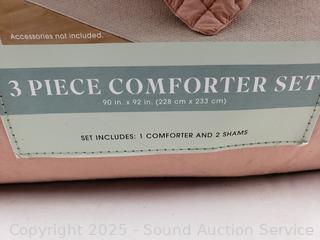 Accessories not included.
3 PIECE COMFORTER SET
90 in. x 92 in. (228 cm x 233 cm)
SET INCLUDES: 1 COMFORTER AND 2 SHAMS
Copyright 2025 - Sound Auction Service